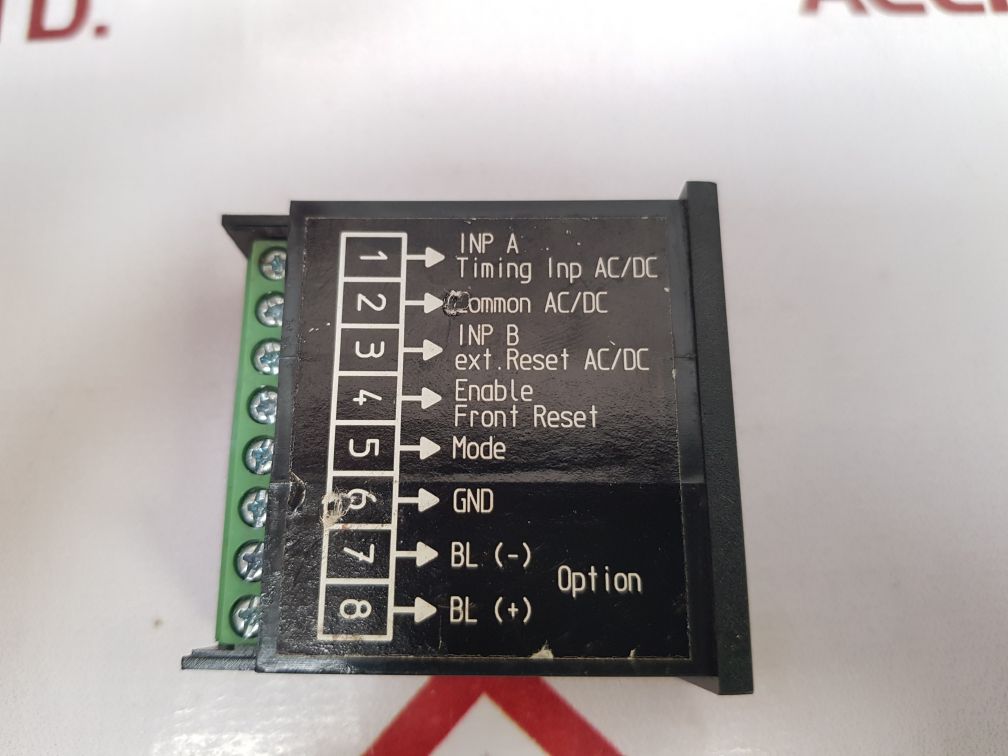 TD.
1 INP A
Timing Inp AC/DC
2 Common AC/DC
3 INP B
ext.Reset AC/DC
4 Enable
Front Reset
5 Mode
6 GND
7 BL (-)
Option
8 BL (+)